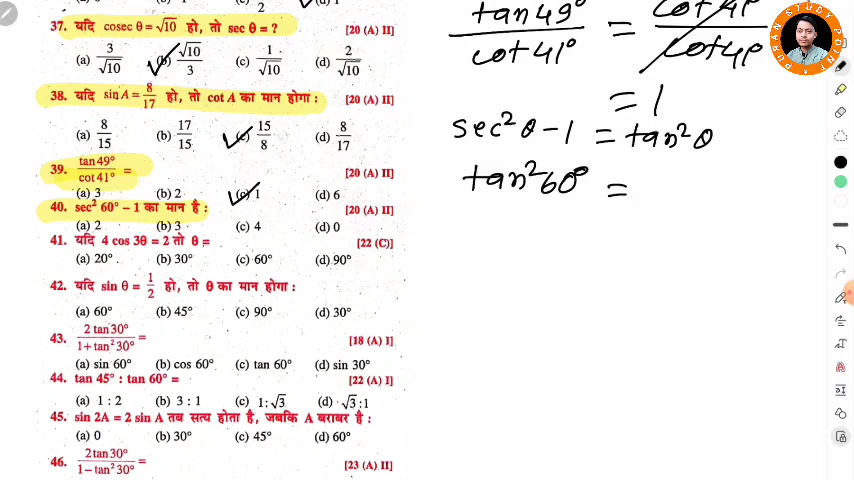 37. यदि cosec θ = √10 हो, तो sec θ = ? [20 (A) II]
(a) 3/√10 (b) √10/3 (c) 1/√10 (d) 2/√10
38. यदि sin A = 8/17 हो, तो cot A का मान होगा : [20 (A) II]
(a) 8/15 (b) 17/15 (c) 15/8 (d) 8/17
39. tan 49°/cot 41° = [20 (A) II]
(a) 3 (b) 2 (c) 1 (d) 6
40. sec² 60° – 1 का मान है : [20 (A) II]
(a) 2 (b) 3 (c) 4 (d) 0
41. यदि 4 cos 3θ = 2 तो θ = [22 (C)]
(a) 20° (b) 30° (c) 60° (d) 90°
42. यदि sin θ = 1/2 हो, तो θ का मान होगा :
(a) 60° (b) 45° (c) 90° (d) 30°
43. 2 tan 30°/1 + tan² 30° = [18 (A) I]
(a) sin 60° (b) cos 60° (c) tan 60° (d) sin 30°
44. tan 45° : tan 60° = [22 (A) I]
(a) 1 : 2 (b) 3 : 1 (c) 1 : √3 (d) √3 : 1
45. sin 2A = 2 sin A तब सत्य होता है, जबकि A बराबर है :
(a) 0 (b) 30° (c) 45° (d) 60°
46. 2 tan 30°/1 – tan² 30° = [23 (A) II]
tan 49°/cot 41° = cot 41°/cot 41°
= 1
sec² θ – 1 = tan² θ
tan² 60° =
PURAN STUDY POINT